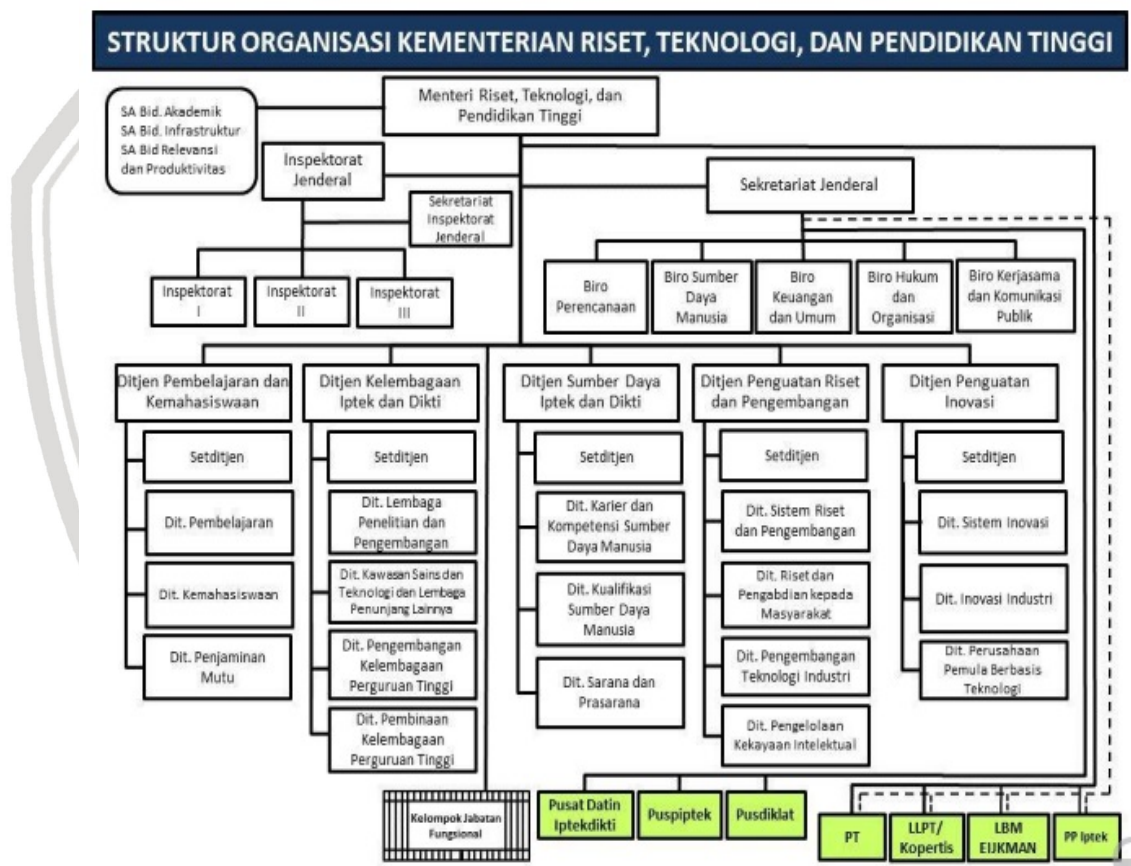 STRUKTUR ORGANISASI KEMENTERIAN RISET, TEKNOLOGI, DAN PENDIDIKAN TINGGI
Menteri Riset, Teknologi, dan
Pendidikan Tinggi
SA Bid. Akademik
SA Bid. Infrastruktur
SA Bid Relevansi
dan Produktivitas
Inspektorat
Jenderal
Sekretariat Jenderal
Sekretariat
Inspektorat
Jenderal
Inspektorat
I
Inspektorat
II
Inspektorat
III
Biro
Perencanaan
Biro Sumber
Daya
Manusia
Biro
Keuangan
dan Umum
Biro Hukum
dan
Organisasi
Biro Kerjasama
dan Komunikasi
Publik
Ditjen Pembelajaran dan
Kemahasiswaan
Setditjen
Dit. Pembelajaran
Dit. Kemahasiswaan
Dit. Penjaminan
Mutu
Ditjen Kelembagaan
Iptek dan Dikti
Setditjen
Dit. Lembaga
Penelitian dan
Pengembangan
Dit. Kawasan Sains dan
Teknologi dan Lembaga
Penunjang Lainnya
Dit. Pengembangan
Kelembagaan
Perguruan Tinggi
Dit. Pembinaan
Kelembagaan
Perguruan Tinggi
Ditjen Sumber Daya
Iptek dan Dikti
Setditjen
Dit. Karier dan
Kompetensi Sumber
Daya Manusia
Dit. Kualifikasi
Sumber Daya
Manusia
Dit. Sarana dan
Prasarana
Ditjen Penguatan Riset
dan Pengembangan
Setditjen
Dit. Sistem Riset
dan Pengembangan
Dit. Riset dan
Pengabdian kepada
Masyarakat
Dit. Pengembangan
Teknologi Industri
Dit. Pengelolaan
Kekayaan Intelektual
Ditjen Penguatan
Inovasi
Setditjen
Dit. Sistem Inovasi
Dit. Inovasi Industri
Dit. Perusahaan
Pemula Berbasis
Teknologi
Kelompok Jabatan
Fungsional
Pusat Datin
Iptekdikti
Puspiptek
Pusdiklat
PT
LLPT/
Kopertis
LBM
EIJKMAN
PP Iptek